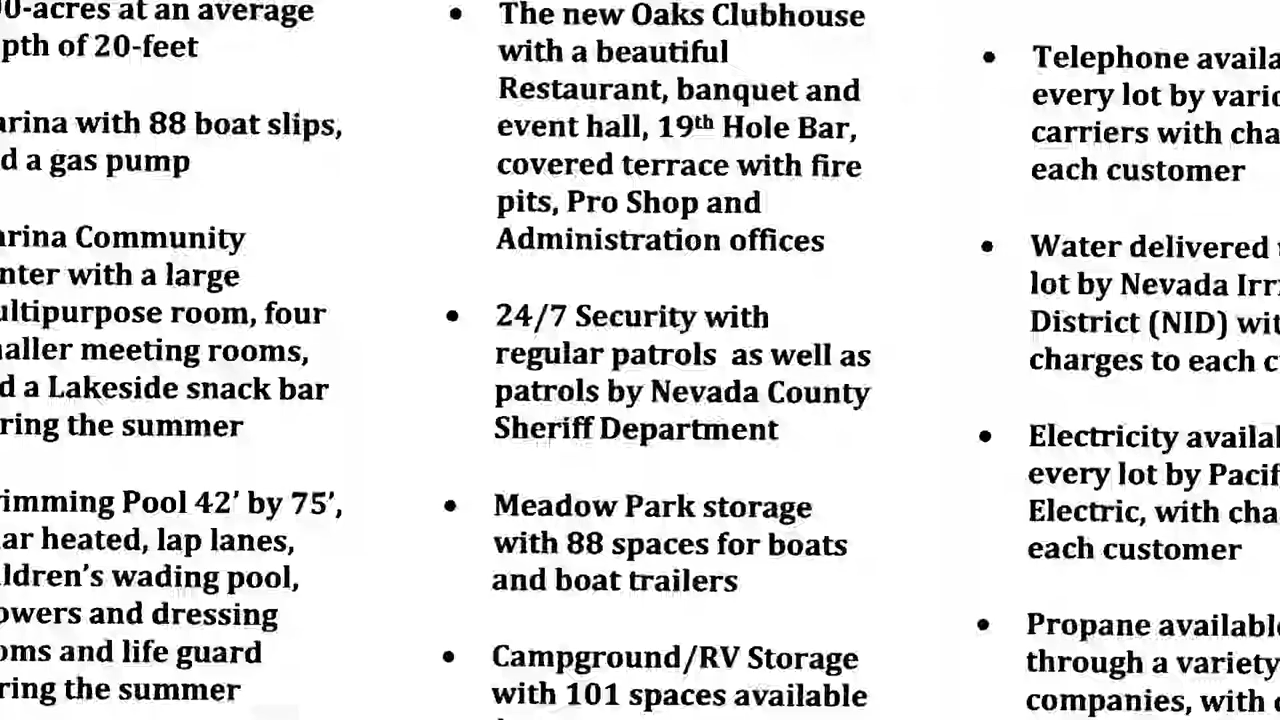 0-acres at an average
pth of 20-feet
arina with 88 boat slips,
d a gas pump
arina Community
nter with a large
ultipurpose room, four
aller meeting rooms,
d a Lakeside snack bar
ring the summer
imming Pool 42' by 75',
ar heated, lap lanes,
ldren's wading pool,
owers and dressing
oms and life guard
ring the summer
• The new Oaks Clubhouse
with a beautiful
Restaurant, banquet and
event hall, 19th Hole Bar,
covered terrace with fire
pits, Pro Shop and
Administration offices
• 24/7 Security with
regular patrols as well as
patrols by Nevada County
Sheriff Department
• Meadow Park storage
with 88 spaces for boats
and boat trailers
• Campground/RV Storage
with 101 spaces available
• Telephone availa
every lot by vario
carriers with cha
each customer
• Water delivered
lot by Nevada Irr
District (NID) wit
charges to each c
• Electricity availal
every lot by Pacif
Electric, with cha
each customer
• Propane available
through a variety
companies, with